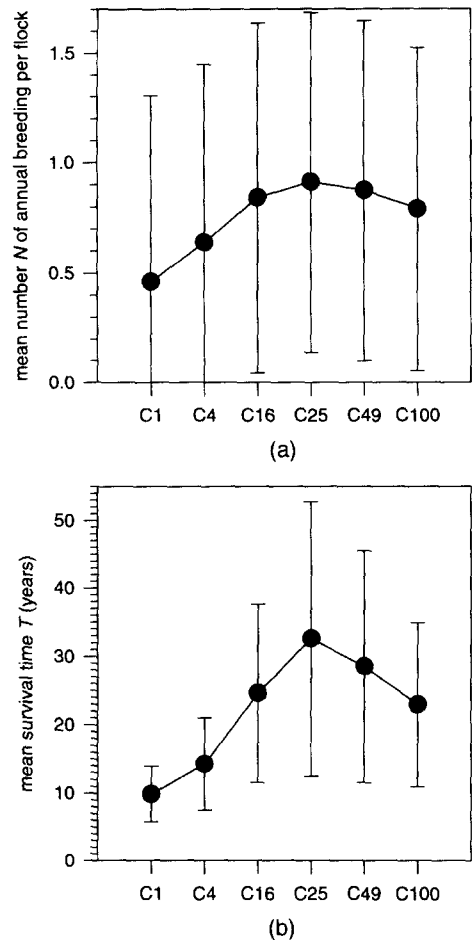 mean number N of annual breeding per flock
1.5
1.0
0.5
0.0
C1 C4 C16 C25 C49 C100
(a)
mean survival time T (years)
50
40
30
20
10
0
C1 C4 C16 C25 C49 C100
(b)